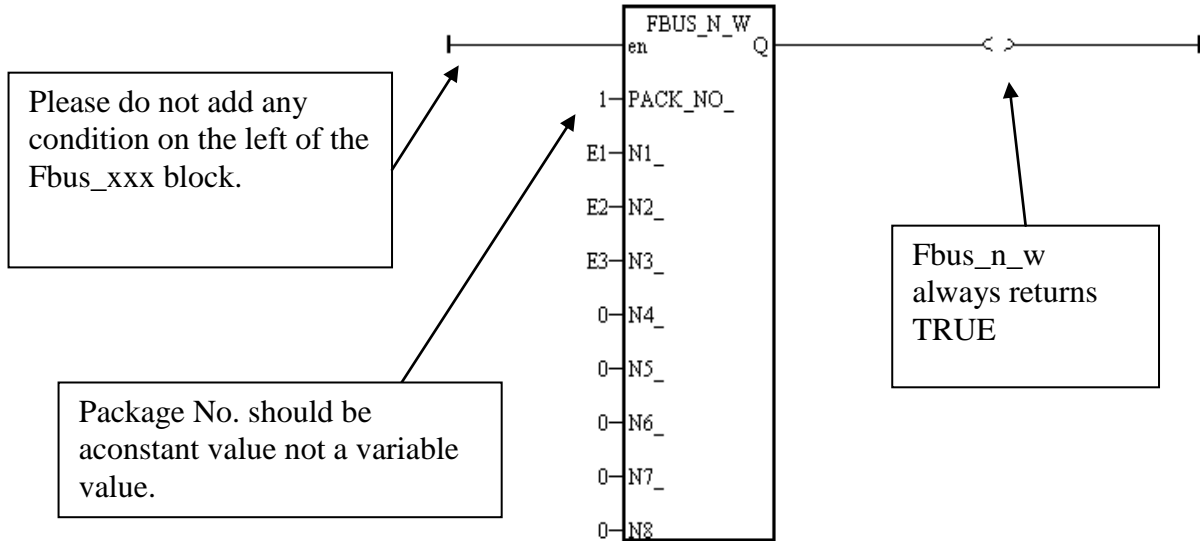 FBUS_N_W
en Q
Please do not add any
condition on the left of the
Fbus_xxx block.
1 PACK_NO_
E1 N1_
E2 N2_
E3 N3_
Fbus_n_w
always returns
TRUE
0 N4_
0 N5_
Package No. should be
aconstant value not a variable
value.
0 N6_
0 N7_
0 N8